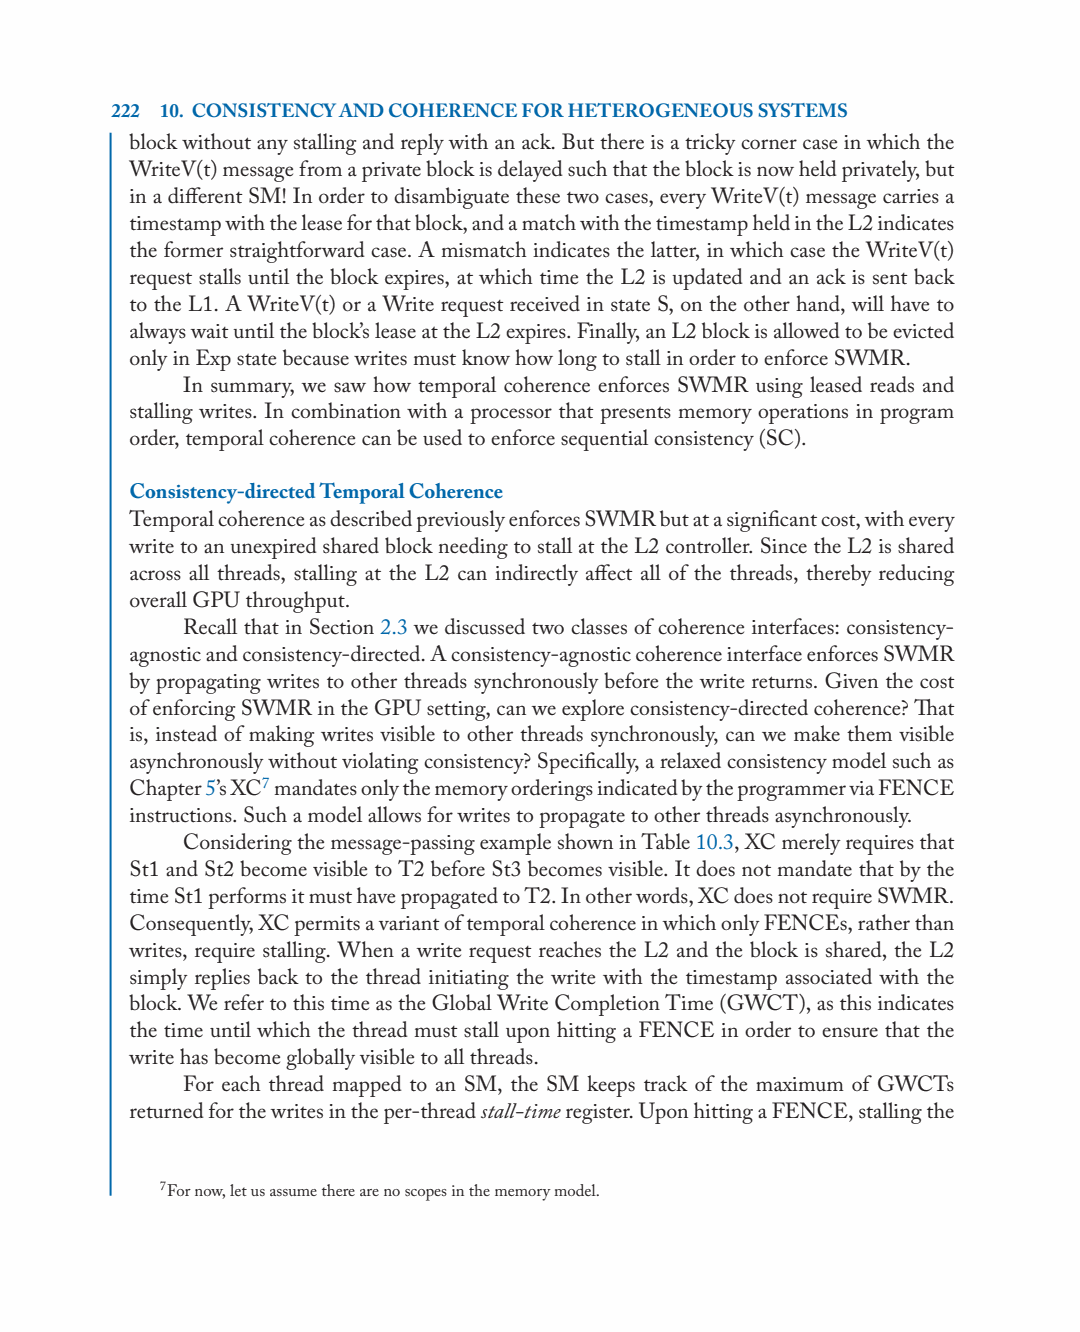 222 10. CONSISTENCY AND COHERENCE FOR HETEROGENEOUS SYSTEMS
block without any stalling and reply with an ack. But there is a tricky corner case in which the
WriteV(t) message from a private block is delayed such that the block is now held privately, but
in a different SM! In order to disambiguate these two cases, every WriteV(t) message carries a
timestamp with the lease for that block, and a match with the timestamp held in the L2 indicates
the former straightforward case. A mismatch indicates the latter, in which case the WriteV(t)
request stalls until the block expires, at which time the L2 is updated and an ack is sent back
to the L1. A WriteV(t) or a Write request received in state S, on the other hand, will have to
always wait until the block’s lease at the L2 expires. Finally, an L2 block is allowed to be evicted
only in Exp state because writes must know how long to stall in order to enforce SWMR.
In summary, we saw how temporal coherence enforces SWMR using leased reads and
stalling writes. In combination with a processor that presents memory operations in program
order, temporal coherence can be used to enforce sequential consistency (SC).
Consistency-directed Temporal Coherence
Temporal coherence as described previously enforces SWMR but at a significant cost, with every
write to an unexpired shared block needing to stall at the L2 controller. Since the L2 is shared
across all threads, stalling at the L2 can indirectly affect all of the threads, thereby reducing
overall GPU throughput.
Recall that in Section 2.3 we discussed two classes of coherence interfaces: consistency-
agnostic and consistency-directed. A consistency-agnostic coherence interface enforces SWMR
by propagating writes to other threads synchronously before the write returns. Given the cost
of enforcing SWMR in the GPU setting, can we explore consistency-directed coherence? That
is, instead of making writes visible to other threads synchronously, can we make them visible
asynchronously without violating consistency? Specifically, a relaxed consistency model such as
Chapter 5’s XC⁷ mandates only the memory orderings indicated by the programmer via FENCE
instructions. Such a model allows for writes to propagate to other threads asynchronously.
Considering the message-passing example shown in Table 10.3, XC merely requires that
St1 and St2 become visible to T2 before St3 becomes visible. It does not mandate that by the
time St1 performs it must have propagated to T2. In other words, XC does not require SWMR.
Consequently, XC permits a variant of temporal coherence in which only FENCEs, rather than
writes, require stalling. When a write request reaches the L2 and the block is shared, the L2
simply replies back to the thread initiating the write with the timestamp associated with the
block. We refer to this time as the Global Write Completion Time (GWCT), as this indicates
the time until which the thread must stall upon hitting a FENCE in order to ensure that the
write has become globally visible to all threads.
For each thread mapped to an SM, the SM keeps track of the maximum of GWCTs
returned for the writes in the per-thread stall-time register. Upon hitting a FENCE, stalling the
⁷For now, let us assume there are no scopes in the memory model.